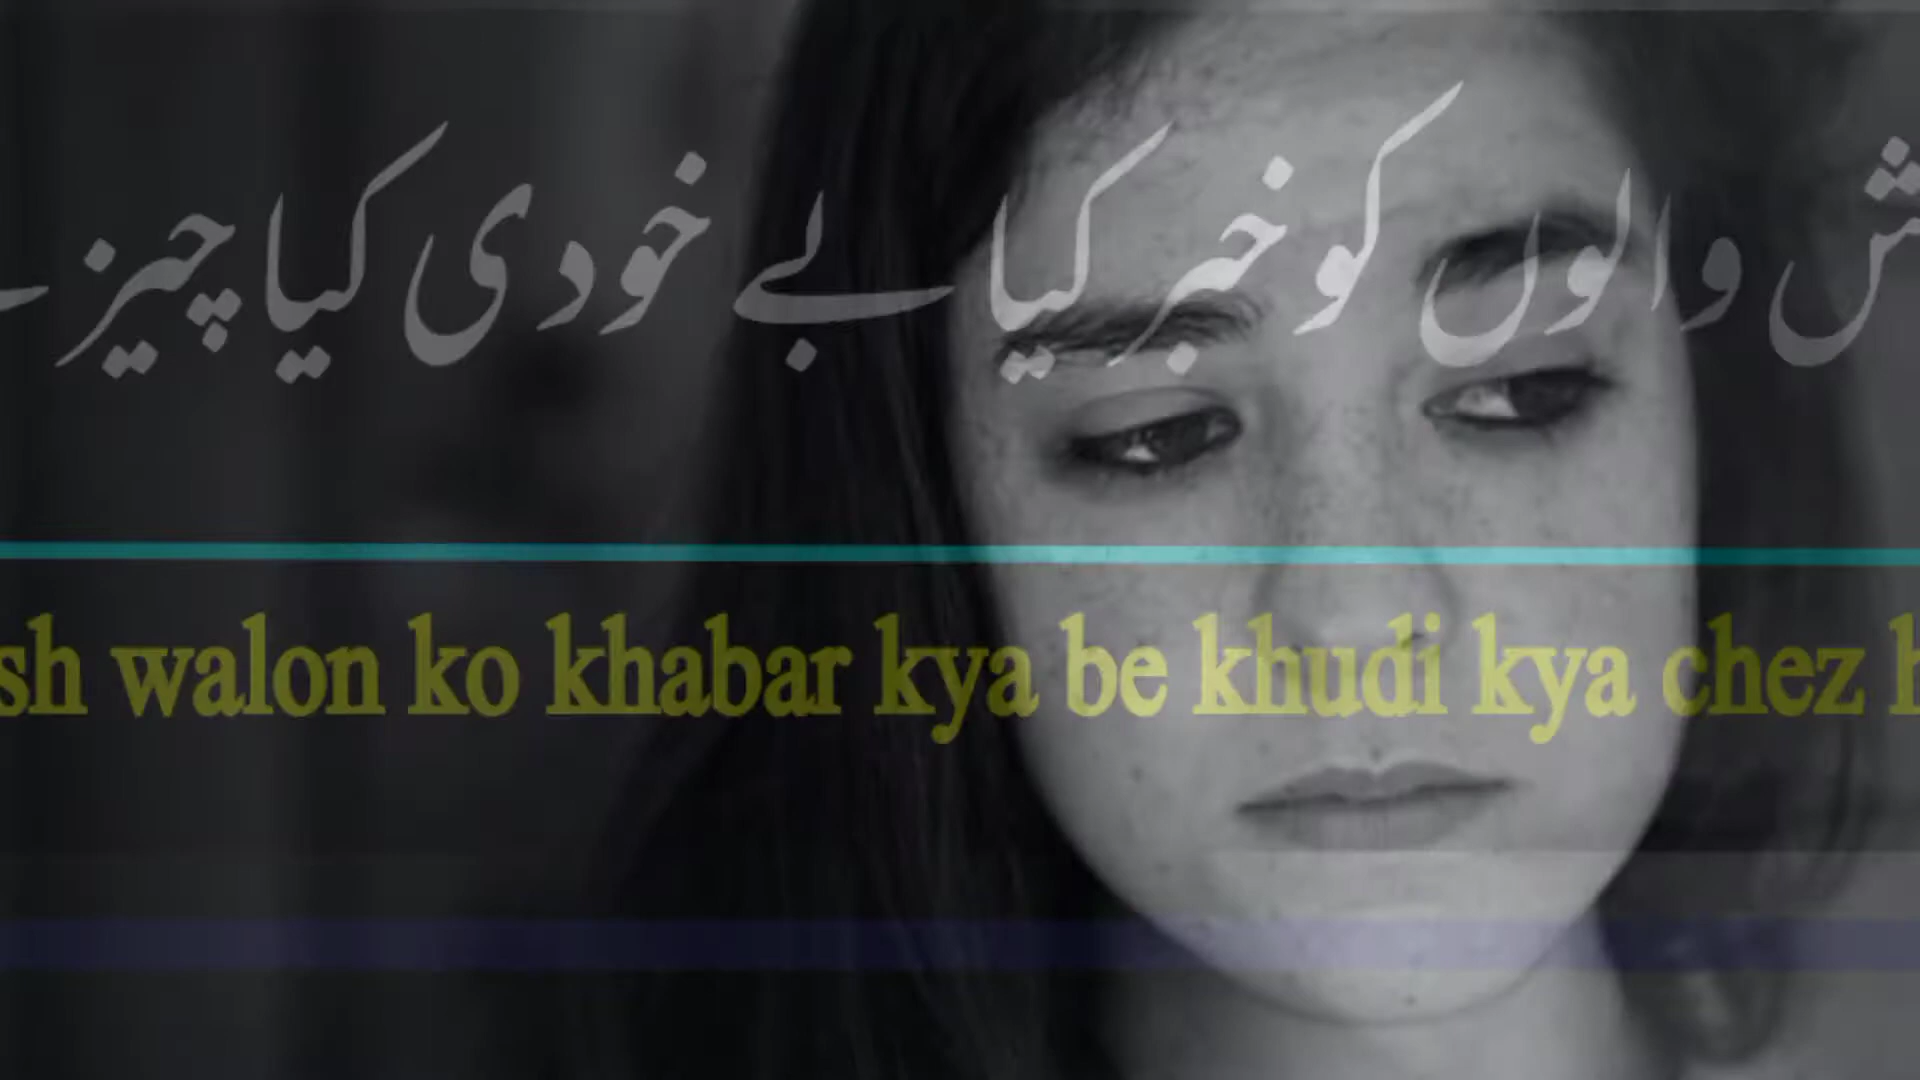 ش والوں کو خبر کیا بے خودی کیا چیز
sh walon ko khabar kya be khudi kya chez h